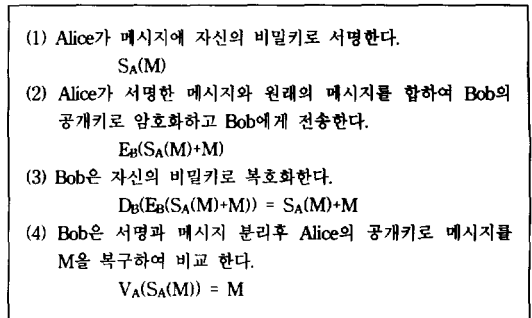 (1) Alice가 메시지에 자신의 비밀키로 서명한다.
SA(M)
(2) Alice가 서명한 메시지와 원래의 메시지를 합하여 Bob의
공개키로 암호화하고 Bob에게 전송한다.
EB(SA(M)+M)
(3) Bob은 자신의 비밀키로 복호화한다.
DB(EB(SA(M)+M)) = SA(M)+M
(4) Bob은 서명과 메시지 분리후 Alice의 공개키로 메시지를
M을 복구하여 비교 한다.
VA(SA(M)) = M